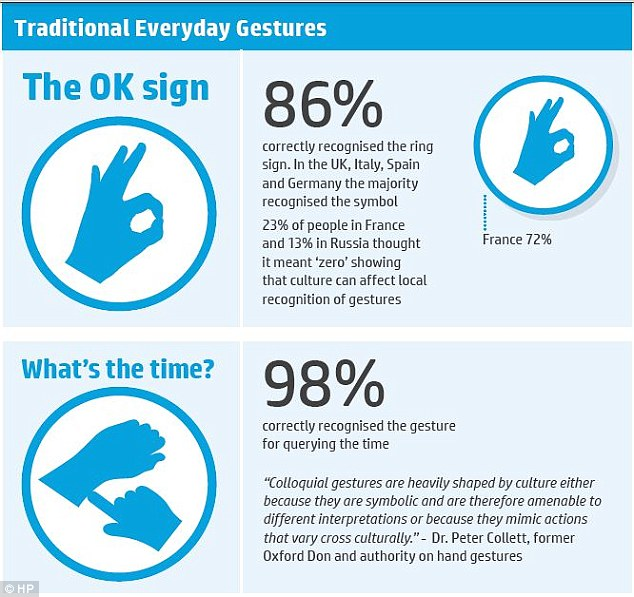 Traditional Everyday Gestures
The OK sign
86%
correctly recognised the ring
sign. In the UK, Italy, Spain
and Germany the majority
recognised the symbol
23% of people in France
and 13% in Russia thought
it meant ‘zero’ showing
that culture can affect local
recognition of gestures
France 72%
What’s the time?
98%
correctly recognised the gesture
for querying the time
“Colloquial gestures are heavily shaped by culture either
because they are symbolic and are therefore amenable to
different interpretations or because they mimic actions
that vary cross culturally.” - Dr. Peter Collett, former
Oxford Don and authority on hand gestures
© HP